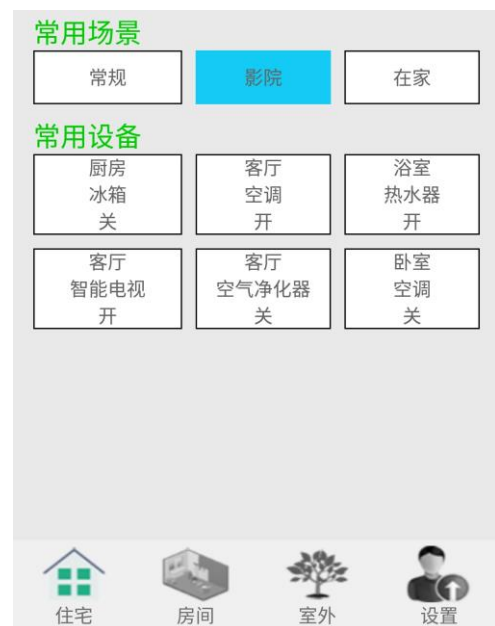 常用场景
常规
影院
在家
常用设备
厨房
冰箱
关
客厅
空调
开
浴室
热水器
开
客厅
智能电视
开
客厅
空气净化器
关
卧室
空调
关
住宅
房间
室外
设置